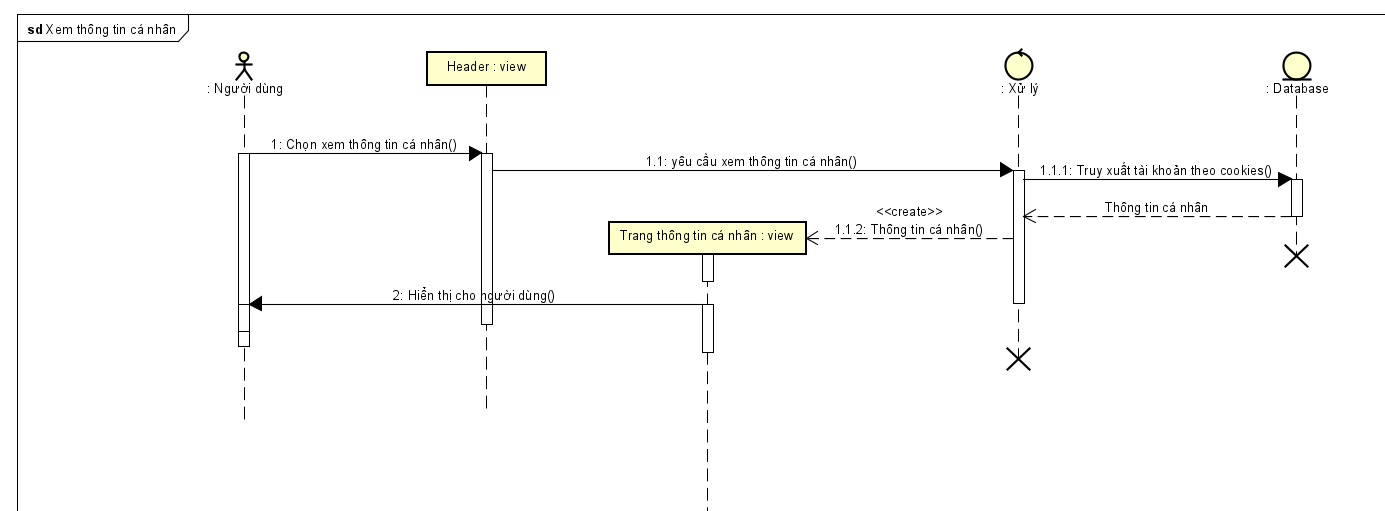 sd Xem thông tin cá nhân
: Người dùng
Header : view
: Xử lý
: Database
1: Chọn xem thông tin cá nhân()
1.1: yêu cầu xem thông tin cá nhân()
1.1.1: Truy xuất tài khoản theo cookies()
Thông tin cá nhân
<<create>>
1.1.2: Thông tin cá nhân()
Trang thông tin cá nhân : view
2: Hiển thị cho người dùng()